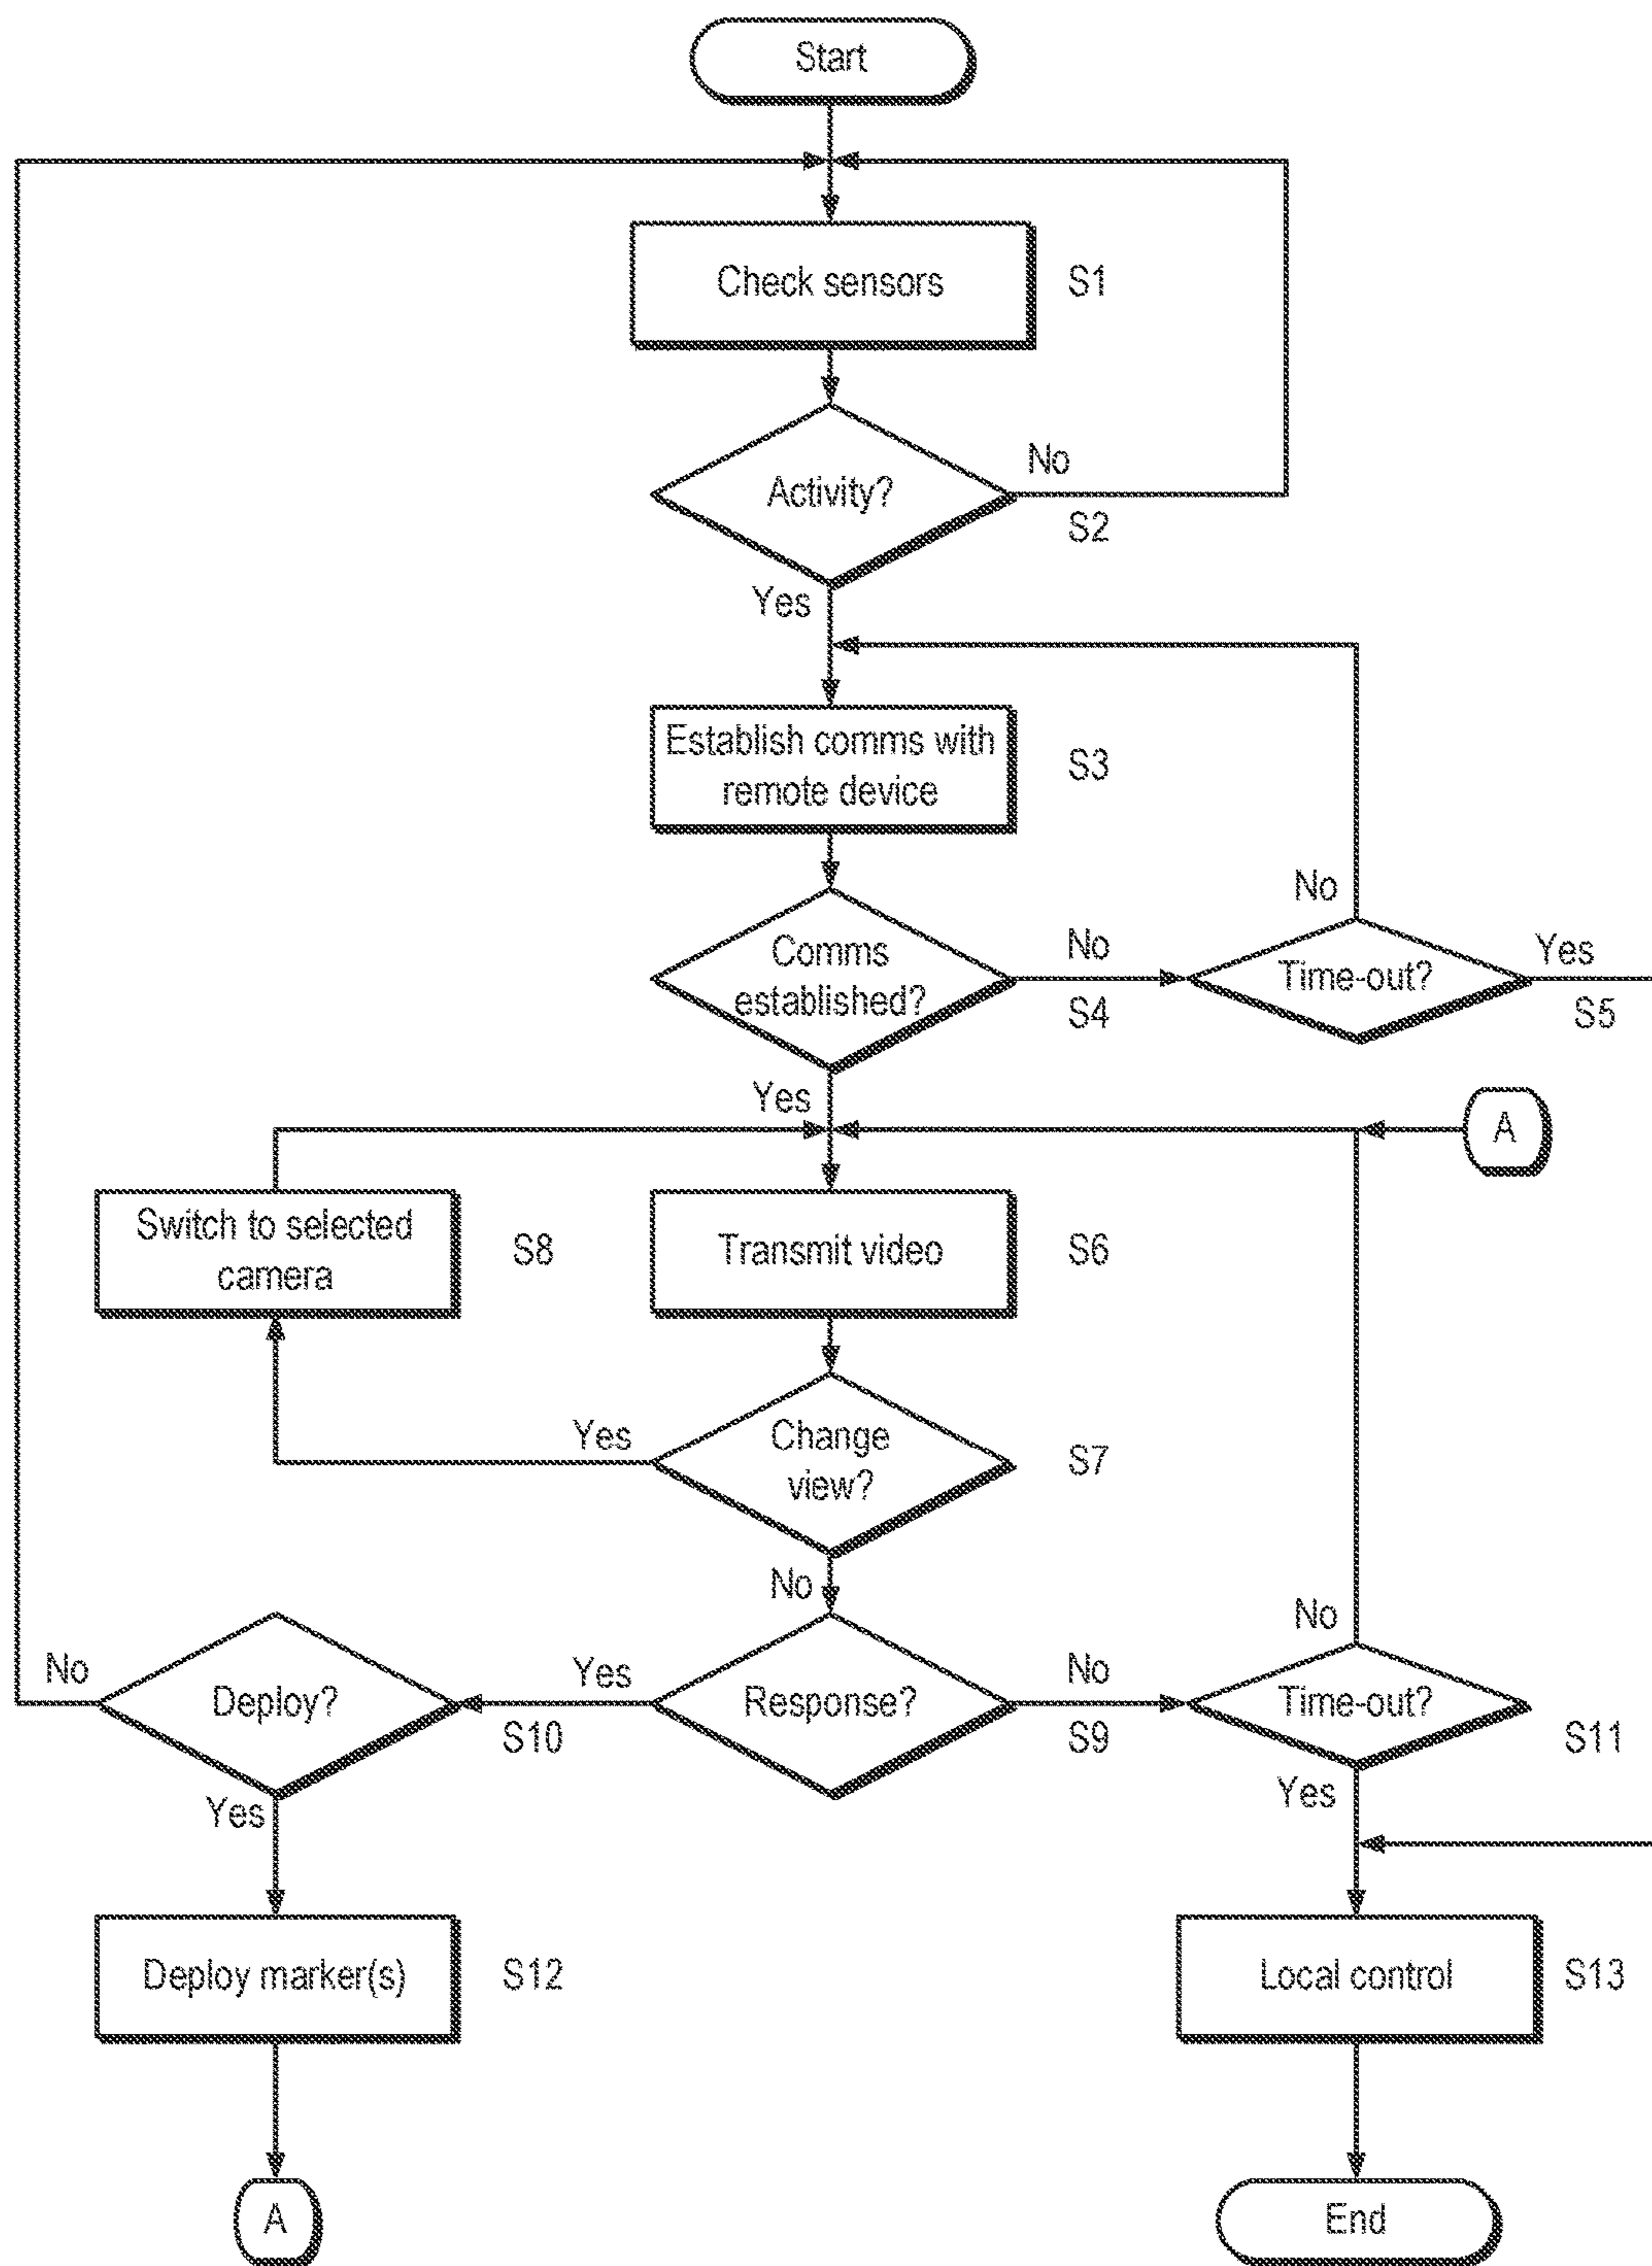 Start
Check sensors
S1
Activity?
No
S2
Yes
Establish comms with
remote device
S3
No
Comms
established?
No
S4
Time-out?
Yes
S5
Yes
A
Switch to selected
camera
S8
Transmit video
S6
Yes
Change
view?
S7
No
No
No
Deploy?
Yes
S10
Response?
No
S9
Time-out?
S11
Yes
Yes
Deploy marker(s)
S12
Local control
S13
A
End